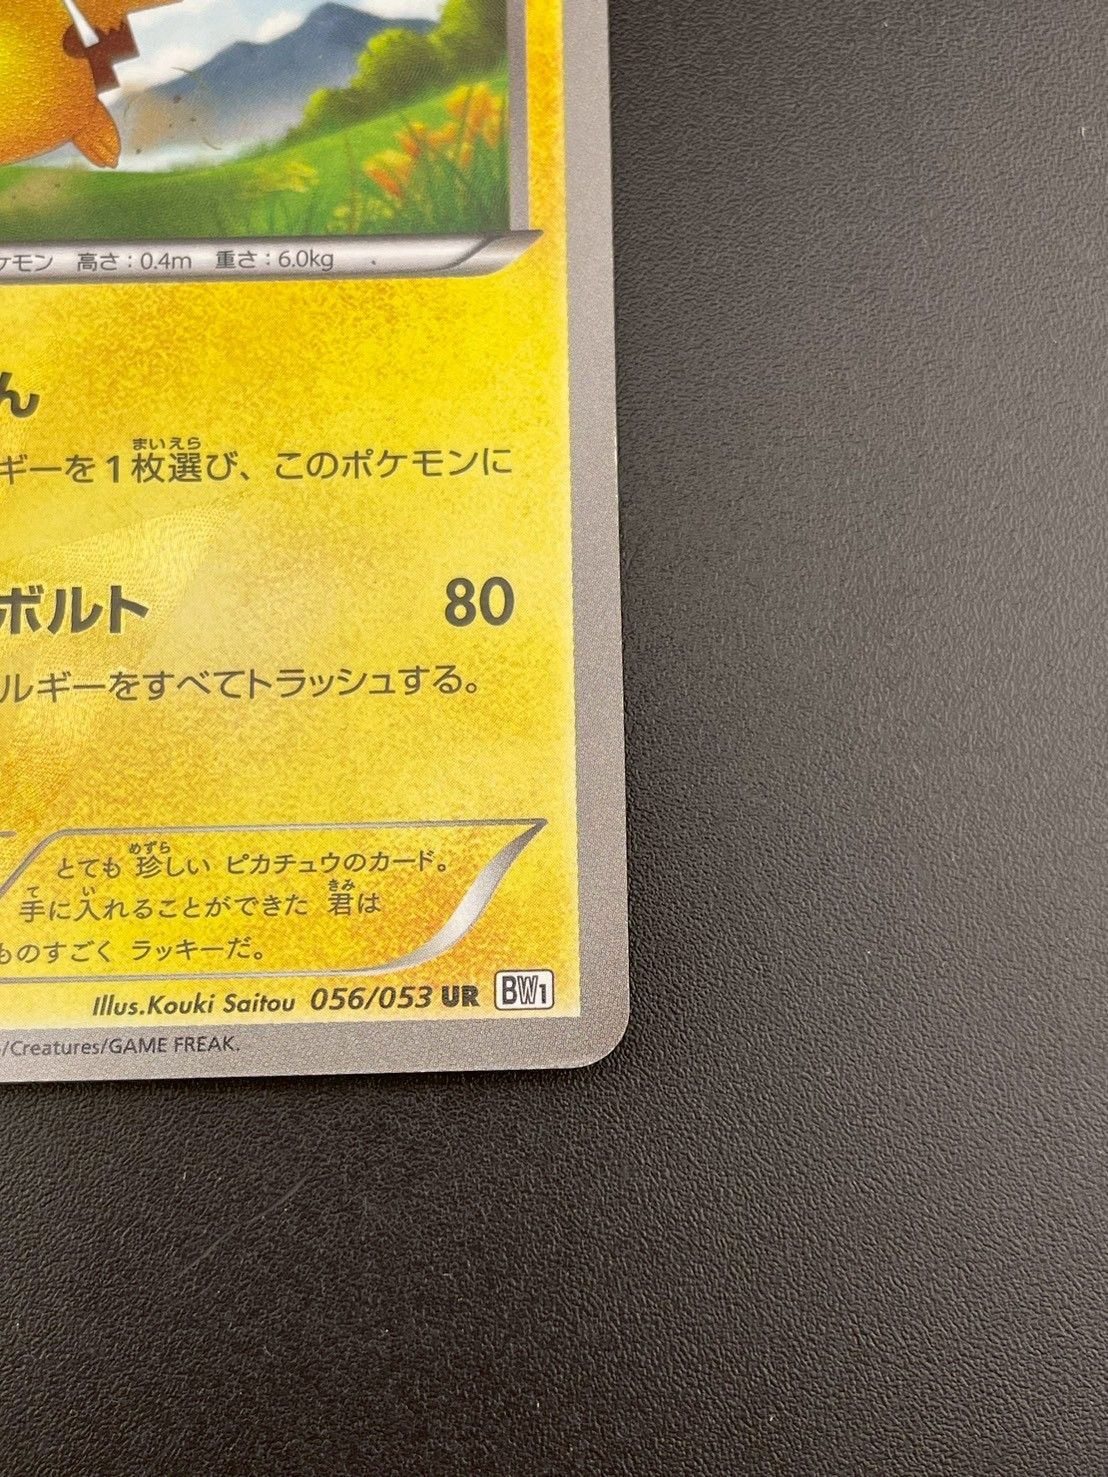 ケモン 高さ:0.4m 重さ:6.0kg
ん
ギーを1枚選び、このポケモンに
まいえら
ボルト 80
ルギーをすべてトラッシュする。
とても 珍しい ピカチュウのカード。
めずら
手に入れることができた 君は
て い きみ
ものすごく ラッキーだ。
Illus.Kouki Saitou 056/053 UR BW1
/Creatures/GAME FREAK.